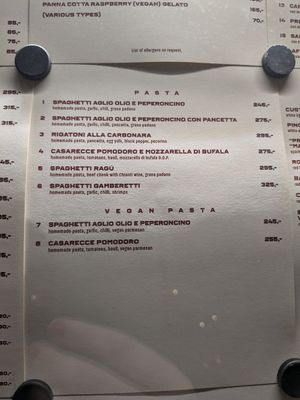 PANNA COTTA RASPBERRY (VEGAN) GELATO
(VARIOUS TYPES)
List of allergens on request.
PASTA
1 SPAGHETTI AGLIO OLIO E PEPERONCINO 245,-
homemade pasta, garlic, chilli, grana padano
2 SPAGHETTI AGLIO OLIO E PEPERONCINO CON PANCETTA 275,-
homemade pasta, garlic, chilli, pancetta, grana padano
3 RIGATONI ALLA CARBONARA 295,-
homemade pasta, pancetta, egg yolk, black pepper, pecorino
4 CASARECCE POMODORO E MOZZARELLA DI BUFALA 275,-
homemade pasta, tomatoes, basil, mozzarella di bufala D.O.P.
5 SPAGHETTI RAGÚ 295,-
homemade pasta, beef cheek with Chianti wine, grana padano
6 SPAGHETTI GAMBERETTI 325,-
homemade pasta, garlic, chilli, shrimps
VEGAN PASTA
7 SPAGHETTI AGLIO OLIO E PEPERONCINO 245,-
homemade pasta, garlic, chilli, vegan parmesan
8 CASARECCE POMODORO 255,-
homemade pasta, tomatoes, basil, vegan parmesan